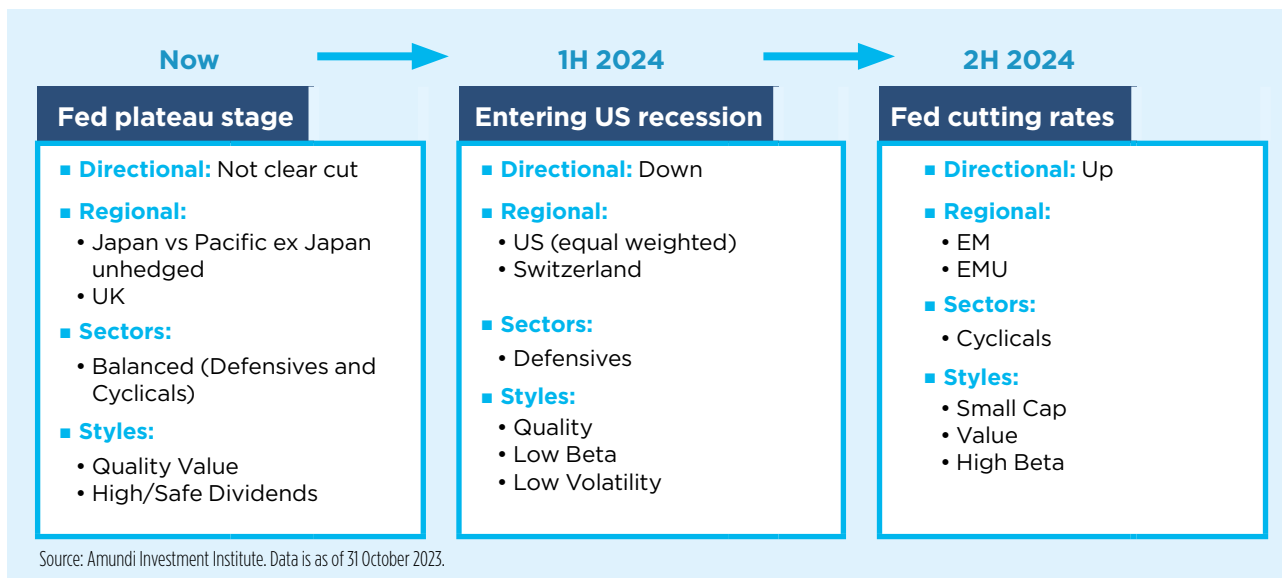 Now
1H 2024
2H 2024
Fed plateau stage
■ Directional: Not clear cut
■ Regional:
• Japan vs Pacific ex Japan
unhedged
• UK
■ Sectors:
• Balanced (Defensives and
Cyclicals)
■ Styles:
• Quality Value
• High/Safe Dividends
Entering US recession
■ Directional: Down
■ Regional:
• US (equal weighted)
• Switzerland
■ Sectors:
• Defensives
■ Styles:
• Quality
• Low Beta
• Low Volatility
Fed cutting rates
■ Directional: Up
■ Regional:
• EM
• EMU
■ Sectors:
• Cyclicals
■ Styles:
• Small Cap
• Value
• High Beta
Source: Amundi Investment Institute. Data is as of 31 October 2023.